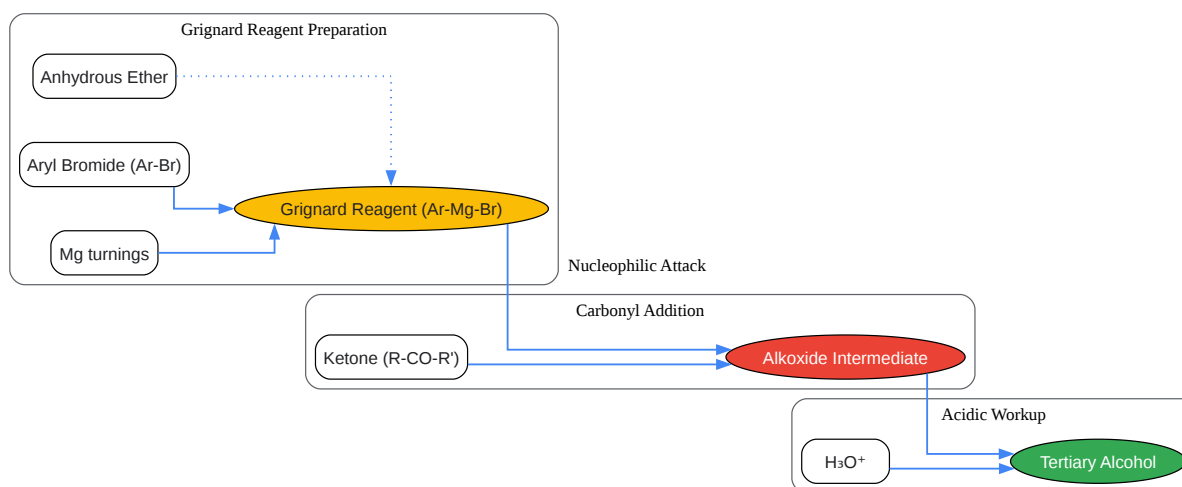 Grignard Reagent Preparation
Anhydrous Ether
Aryl Bromide (Ar-Br)
Grignard Reagent (Ar-Mg-Br)
Mg turnings
Nucleophilic Attack
Carbonyl Addition
Ketone (R-CO-R')
Alkoxide Intermediate
Acidic Workup
H₃O⁺
Tertiary Alcohol